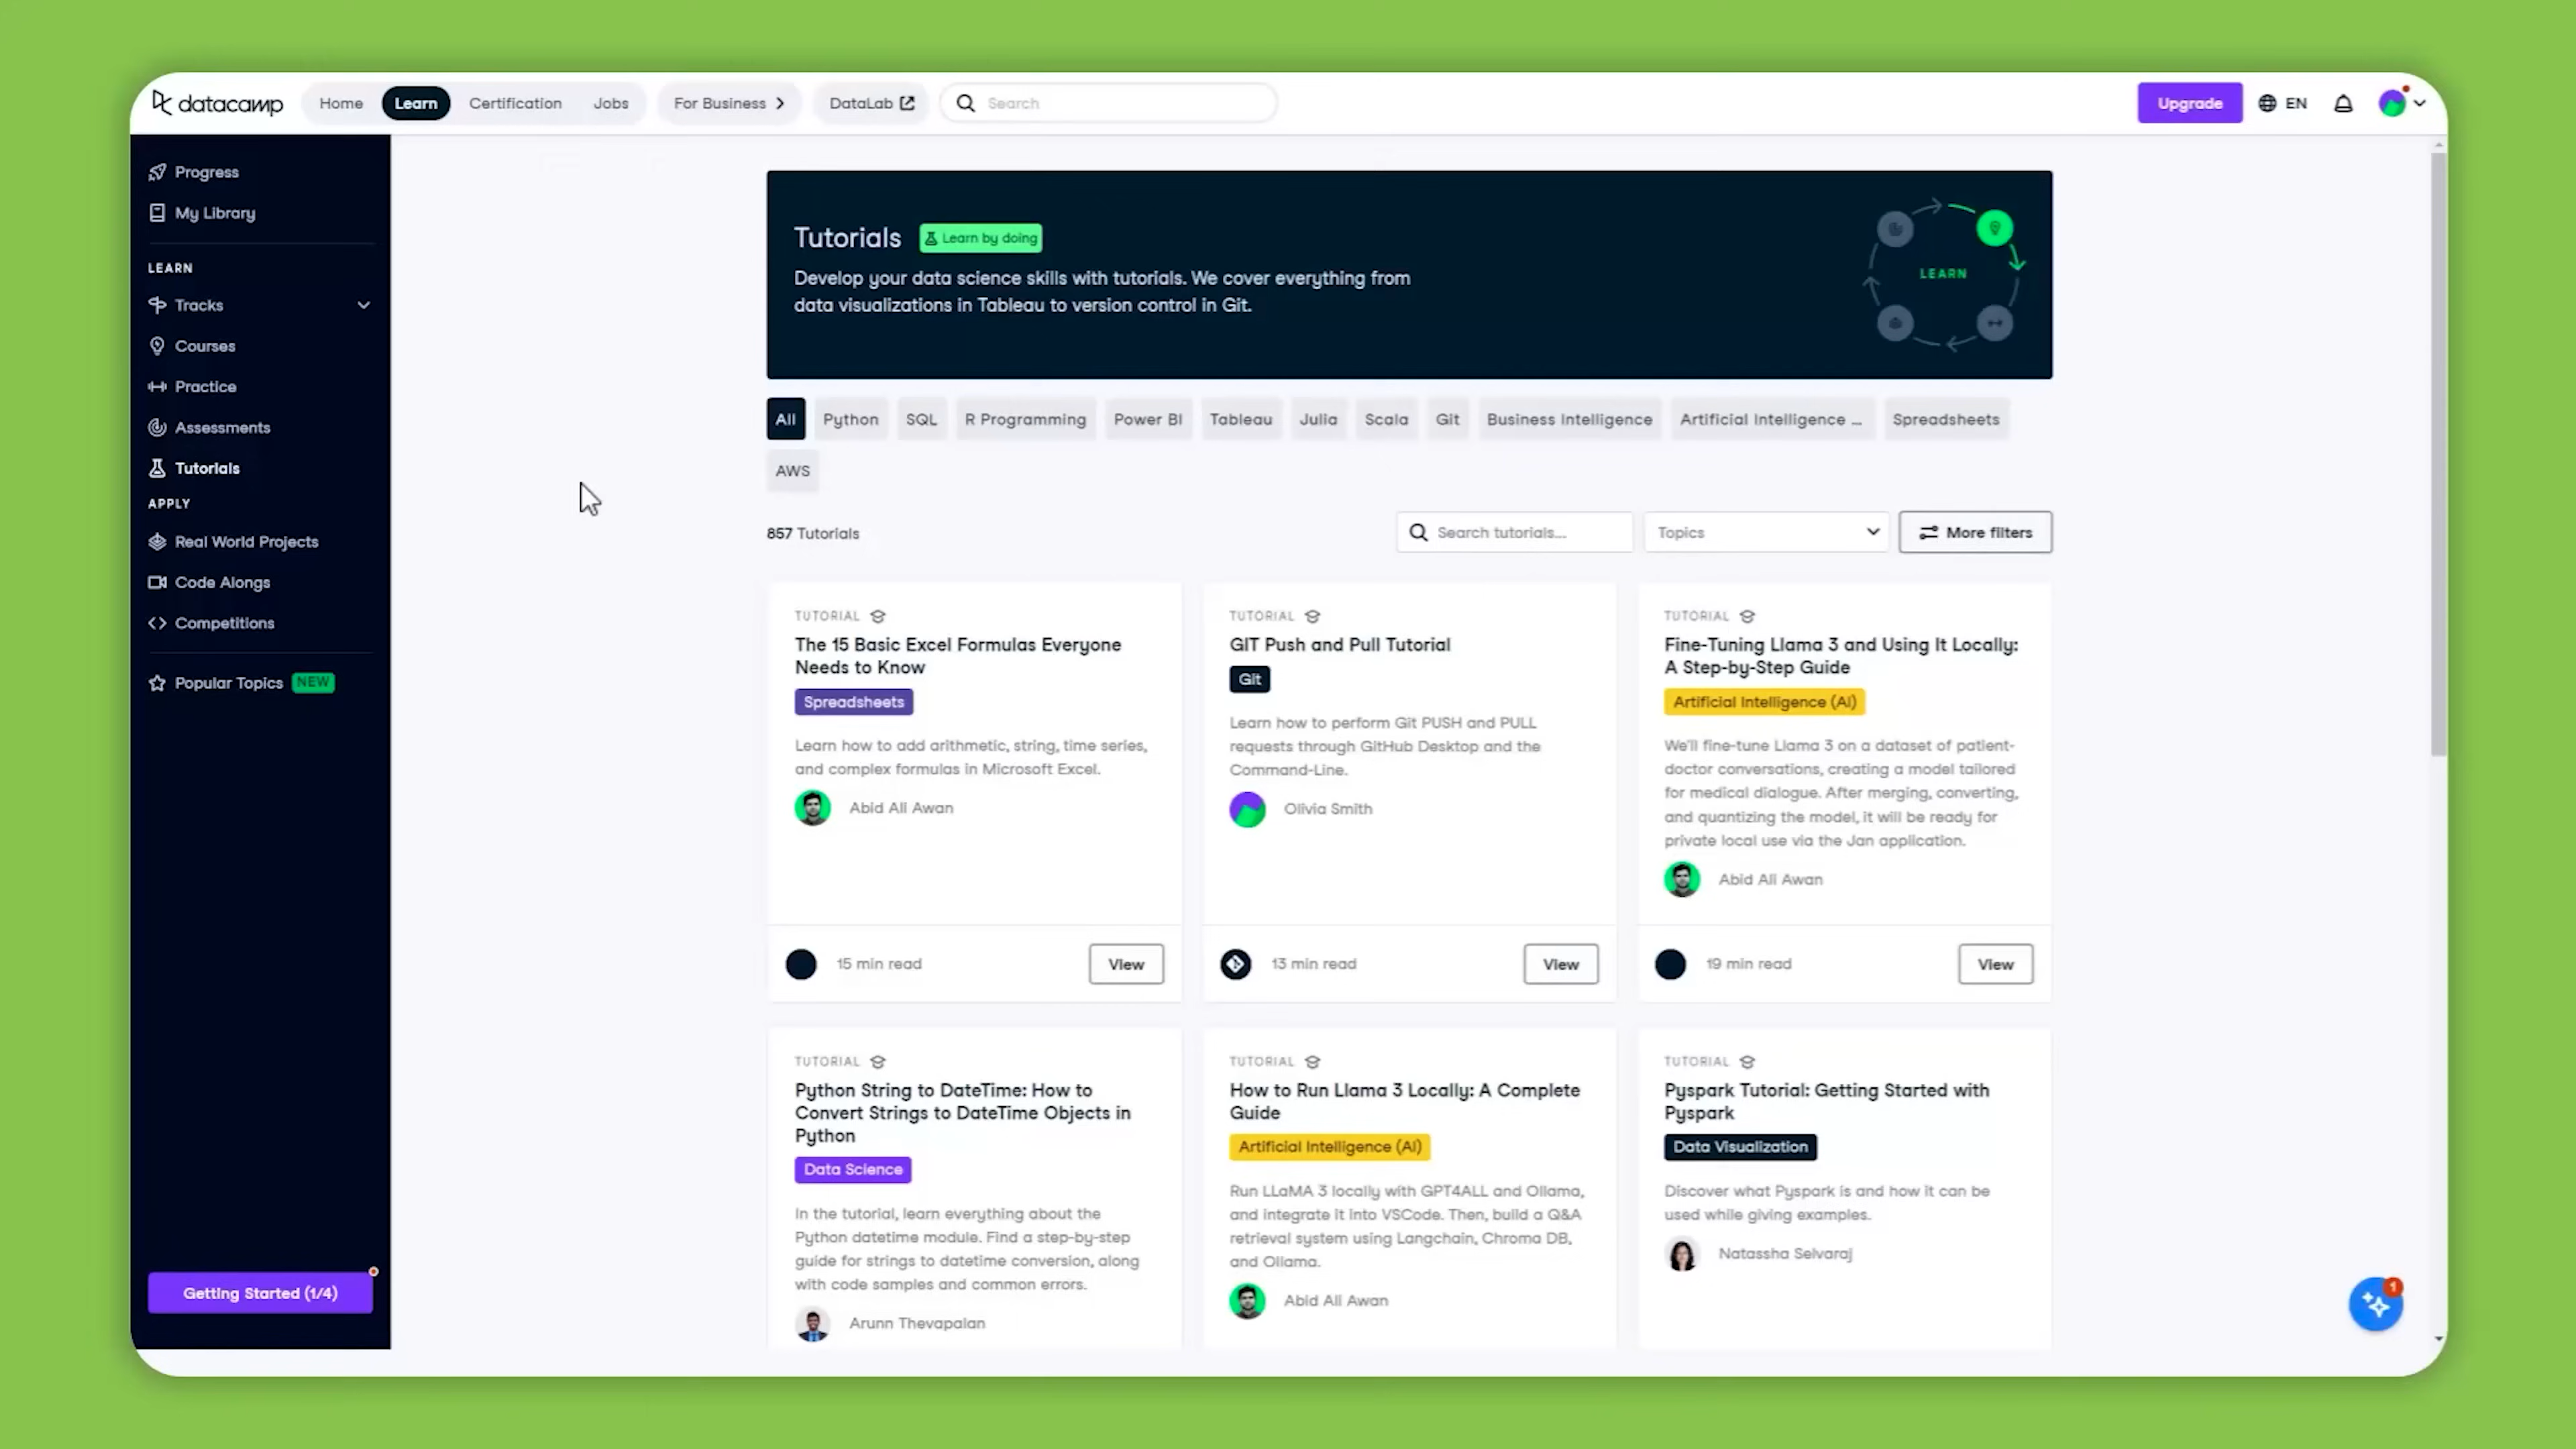 datacamp
Home
Learn
Certification
Jobs
For Business
DataLab
Search
Upgrade
EN
Progress
My Library
LEARN
Tracks
Courses
Practice
Assessments
Tutorials
APPLY
Real World Projects
Code Alongs
Competitions
Popular Topics NEW
Getting Started (1/4)
Tutorials
Learn by doing
Develop your data science skills with tutorials. We cover everything from
data visualizations in Tableau to version control in Git.
LEARN
All
Python
SQL
R Programming
Power BI
Tableau
Julia
Scala
Git
Business Intelligence
Artificial Intelligence ...
Spreadsheets
AWS
857 Tutorials
Search tutorials...
Topics
More filters
TUTORIAL
The 15 Basic Excel Formulas Everyone
Needs to Know
Spreadsheets
Learn how to add arithmetic, string, time series,
and complex formulas in Microsoft Excel.
Abid Ali Awan
15 min read
View
TUTORIAL
GIT Push and Pull Tutorial
Git
Learn how to perform Git PUSH and PULL
requests through GitHub Desktop and the
Command-Line.
Olivia Smith
13 min read
View
TUTORIAL
Fine-Tuning Llama 3 and Using It Locally:
A Step-by-Step Guide
Artificial Intelligence (AI)
We'll fine-tune Llama 3 on a dataset of patient-
doctor conversations, creating a model tailored
for medical dialogue. After merging, converting,
and quantizing the model, it will be ready for
private local use via the Jan application.
Abid Ali Awan
19 min read
View
TUTORIAL
Python String to DateTime: How to
Convert Strings to DateTime Objects in
Python
Data Science
In the tutorial, learn everything about the
Python datetime module. Find a step-by-step
guide for strings to datetime conversion, along
with code samples and common errors.
Arunn Thevapalan
TUTORIAL
How to Run Llama 3 Locally: A Complete
Guide
Artificial Intelligence (AI)
Run LLaMA 3 locally with GPT4ALL and Ollama,
and integrate it into VSCode. Then, build a Q&A
retrieval system using Langchain, Chroma DB,
and Ollama.
Abid Ali Awan
TUTORIAL
Pyspark Tutorial: Getting Started with
Pyspark
Data Visualization
Discover what Pyspark is and how it can be
used while giving examples.
Natassha Selvaraj
1